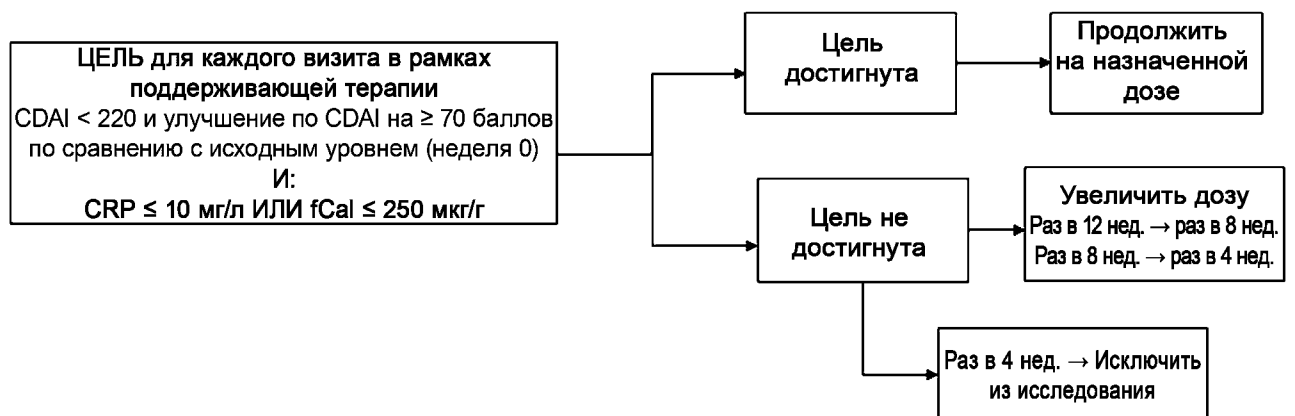 ЦЕЛЬ для каждого визита в рамках
поддерживающей терапии
CDAI < 220 и улучшение по CDAI на ≥ 70 баллов
по сравнению с исходным уровнем (неделя 0)
И:
CRP ≤ 10 мг/л ИЛИ fCal ≤ 250 мкг/г
Цель
достигнута
Продолжить
на назначенной
дозе
Цель не
достигнута
Увеличить дозу
Раз в 12 нед. → раз в 8 нед.
Раз в 8 нед. → раз в 4 нед.
Раз в 4 нед. → Исключить
из исследования